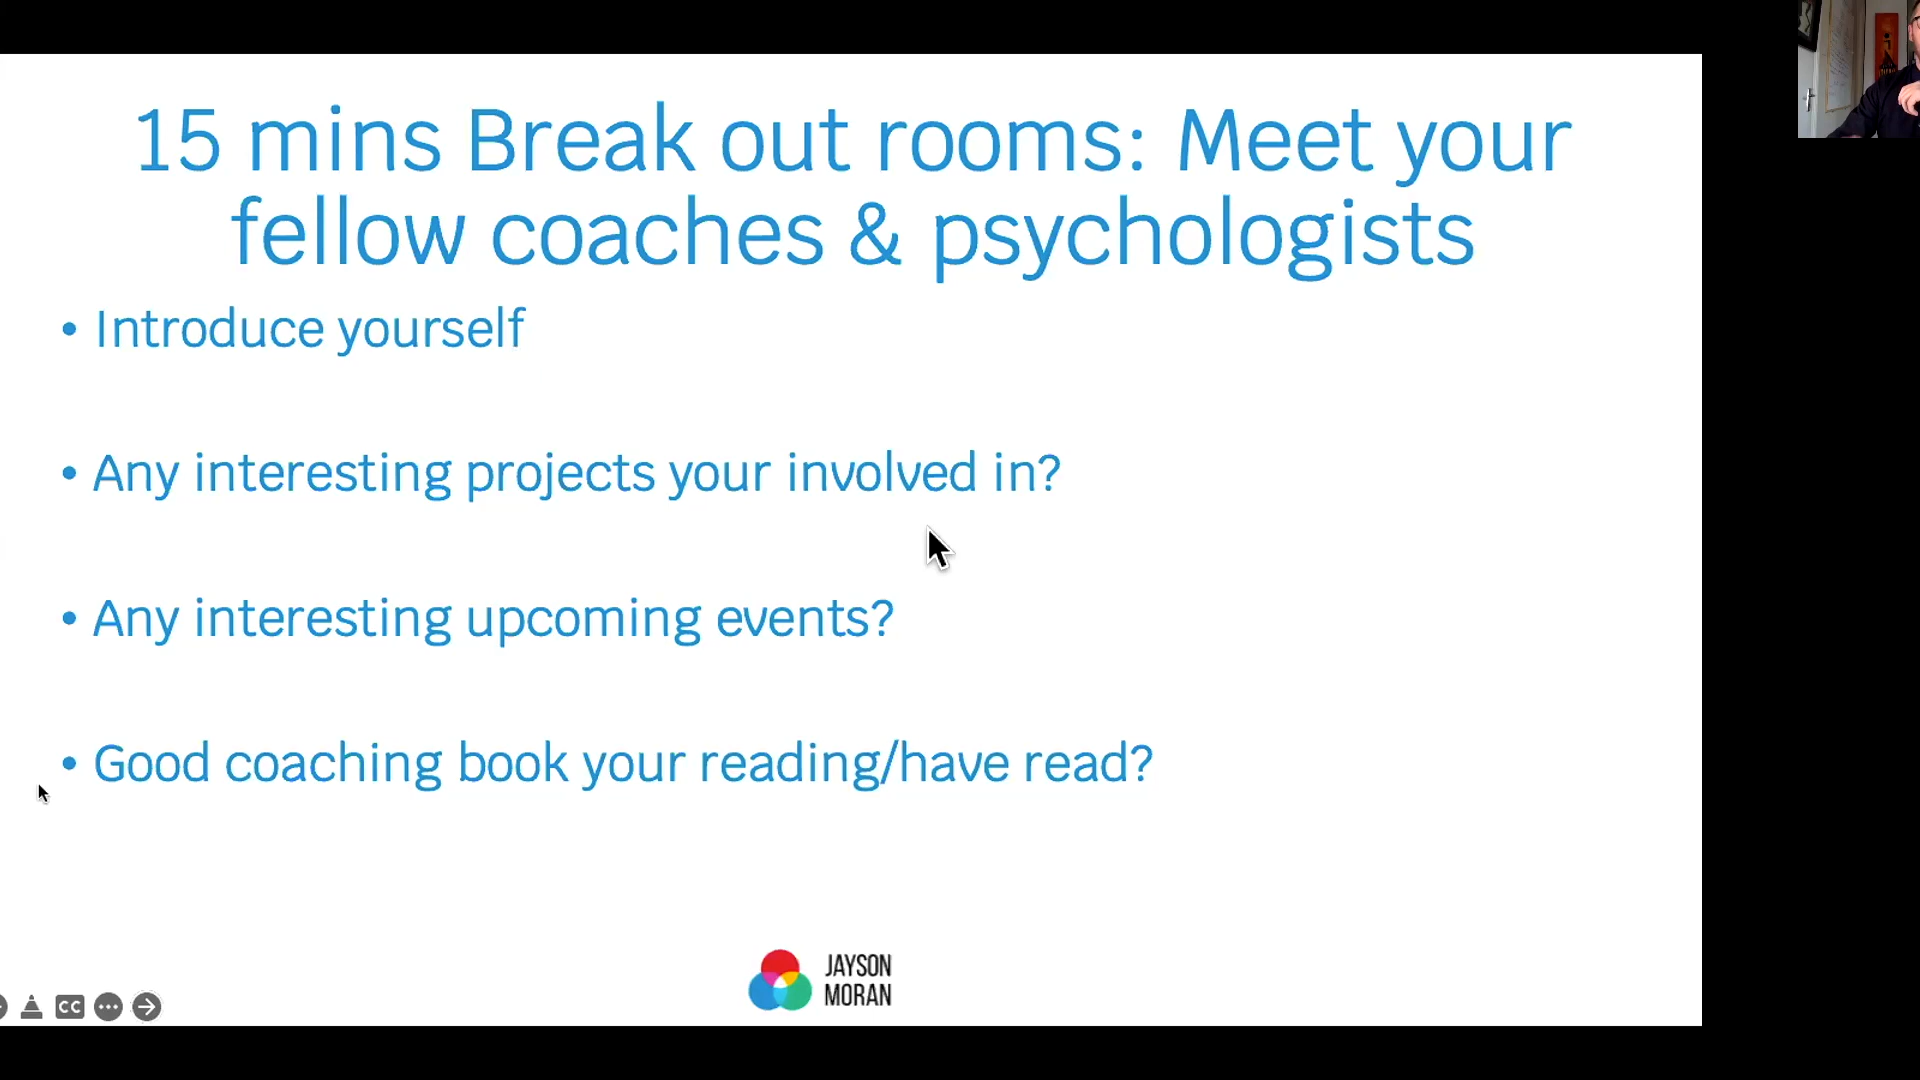 15 mins Break out rooms: Meet your
fellow coaches & psychologists
• Introduce yourself
• Any interesting projects your involved in?
• Any interesting upcoming events?
• Good coaching book your reading/have read?
JAYSON
MORAN
CC